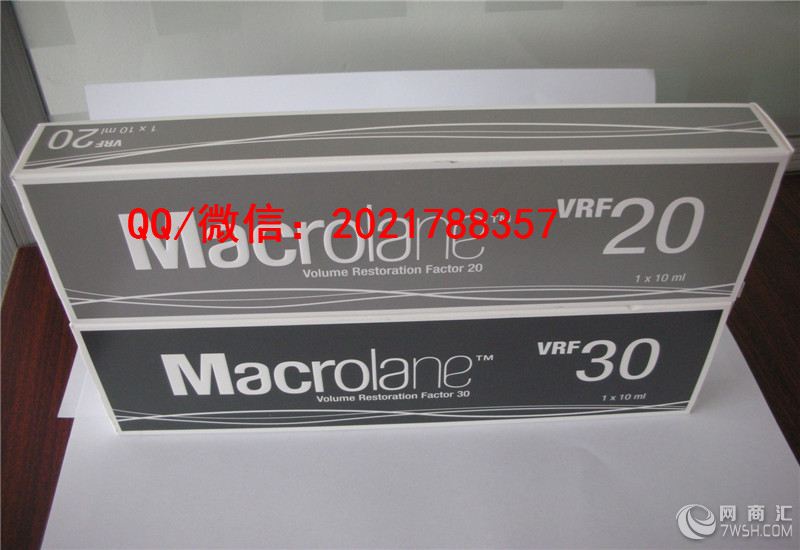 VRF 20
1 x 10 ml
QQ/微信：2021788357
Macrolane™
VRF 20
Volume Restoration Factor 20
1 x 10 ml
Macrolane™
VRF 30
Volume Restoration Factor 30
1 x 10 ml
网商汇
7WSH.COM